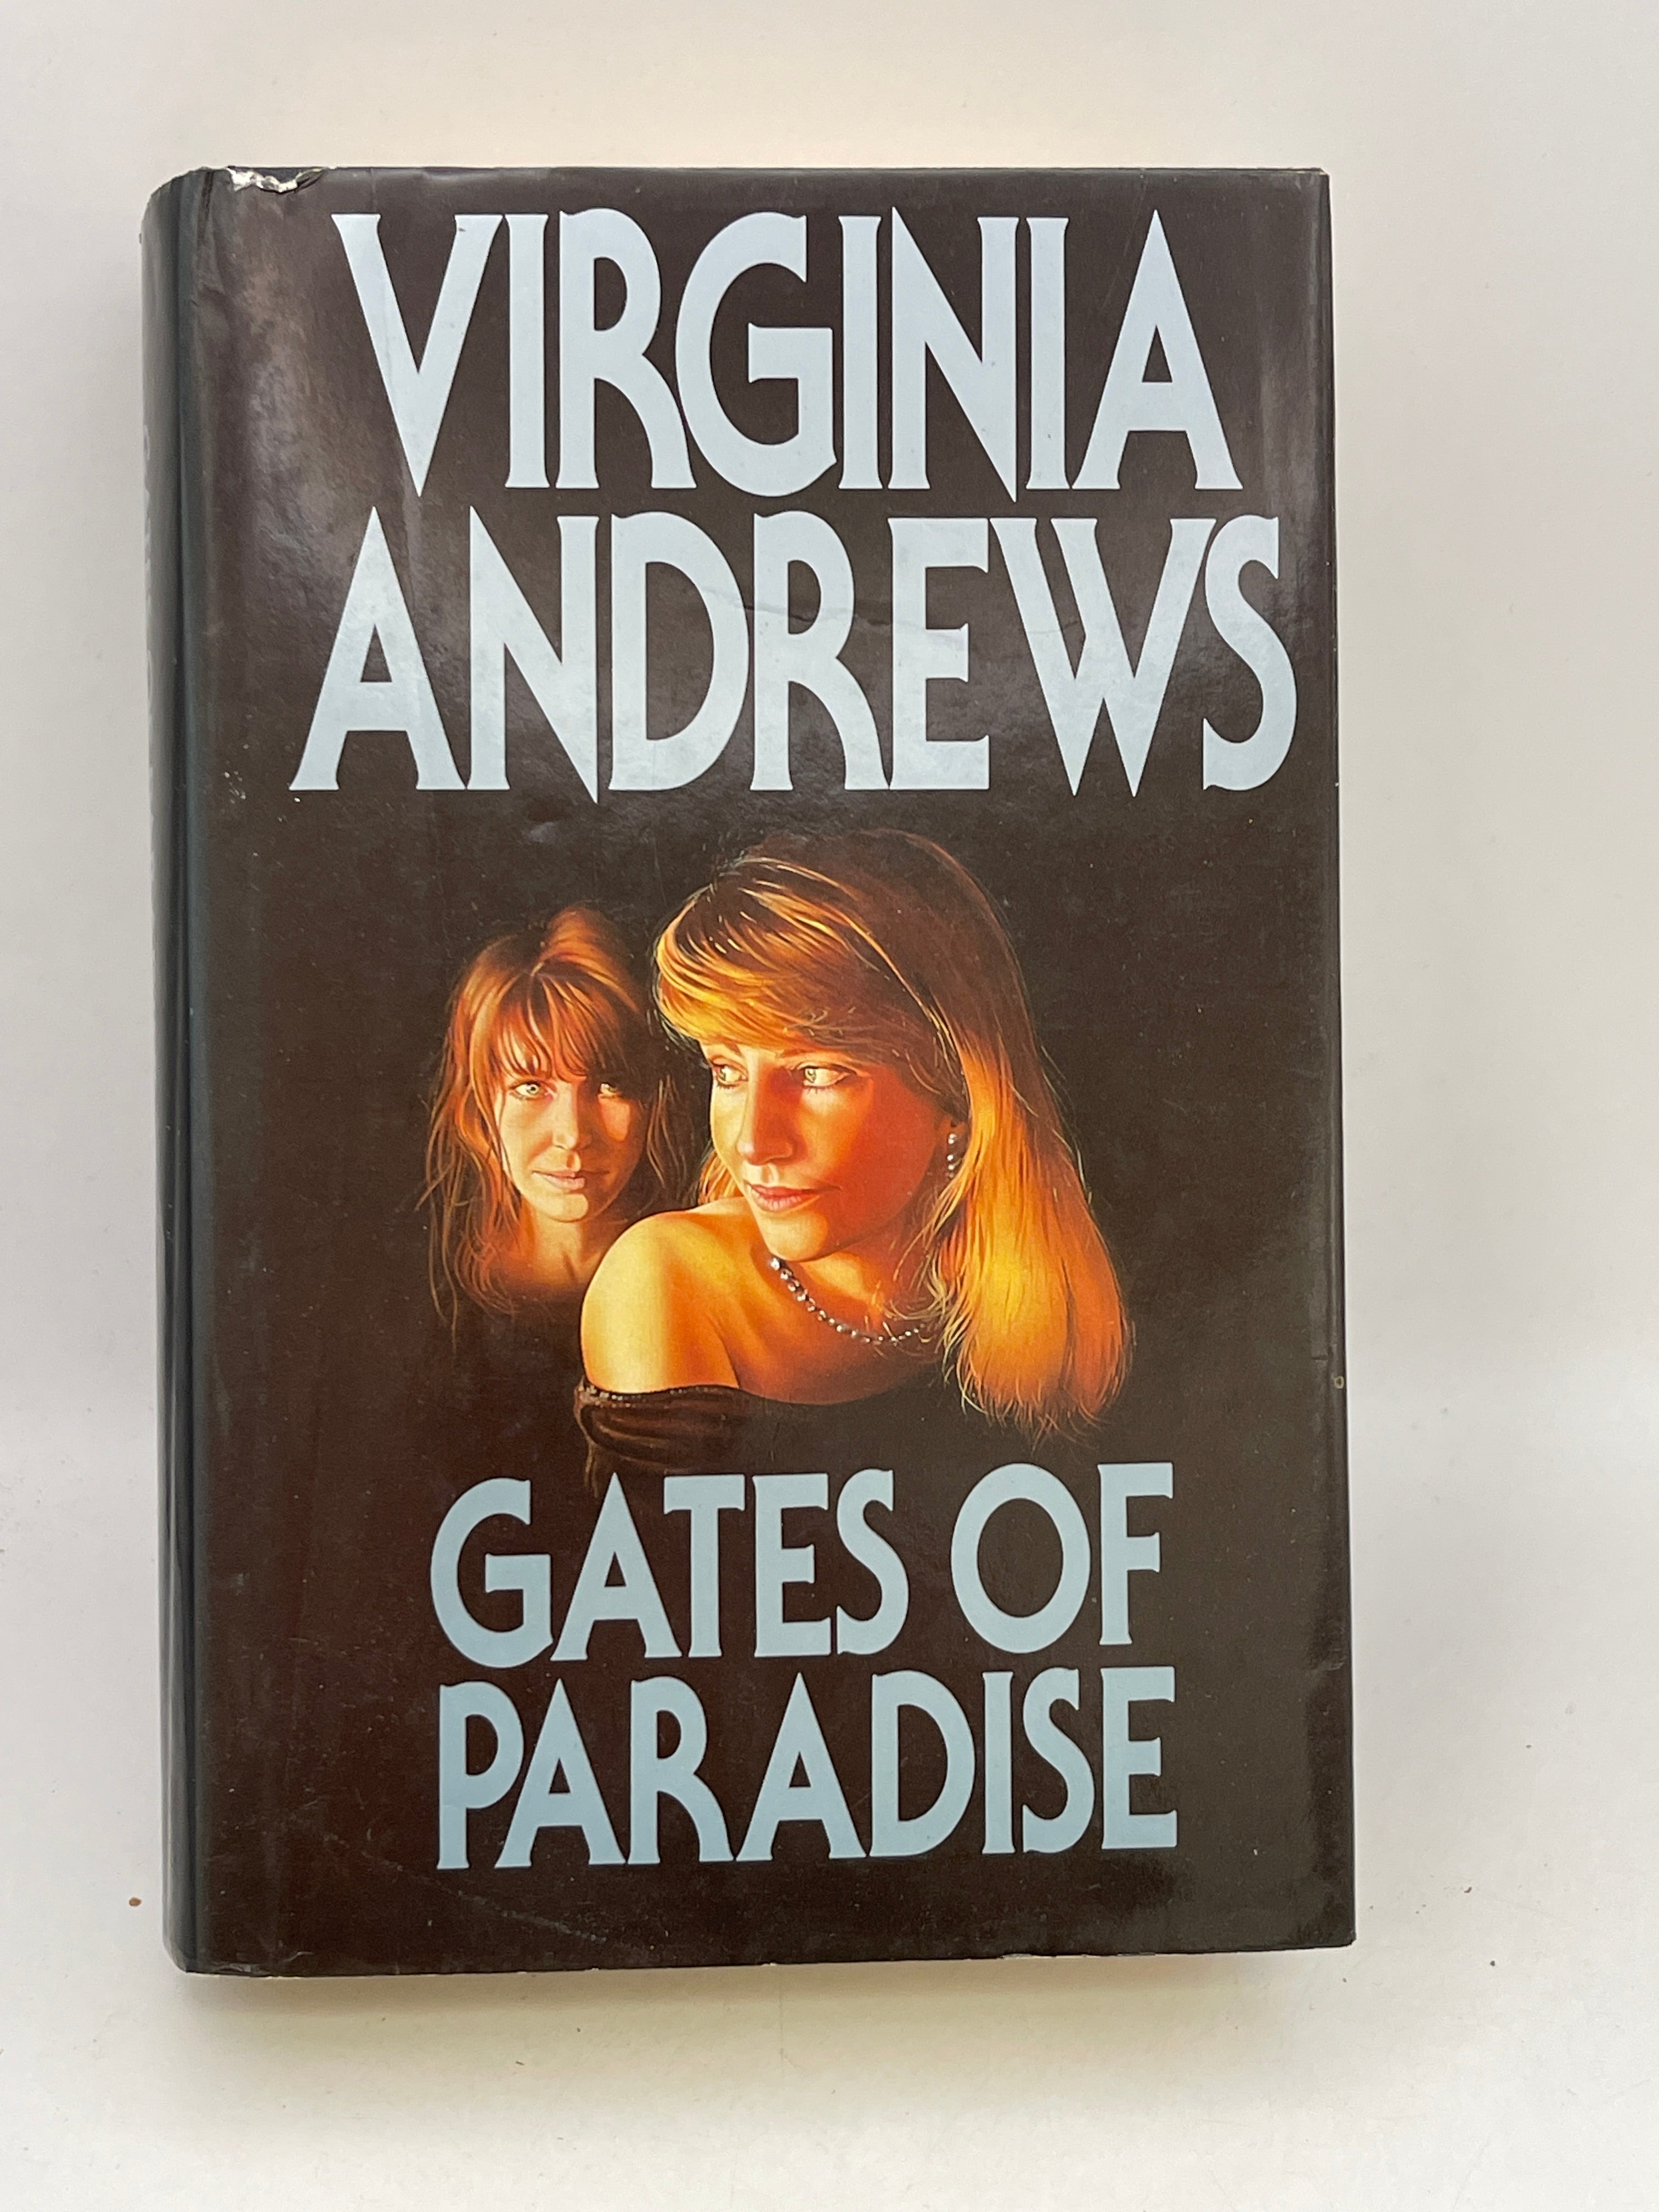 VIRGINIA
ANDREWS
GATES OF
PARADISE